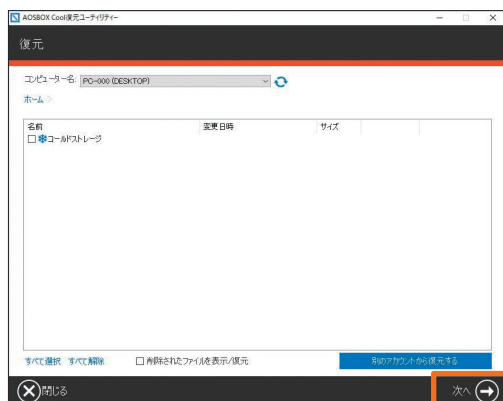 AOSBOX Cool復元ユーティリティー
復元
コンピューター名: PC-000 (DESKTOP)
ホーム >
名前 変更日時 サイズ
コールドストレージ
すべて選択 すべて解除 削除されたファイルを表示/復元 別のアカウントから復元する
閉じる 次へ